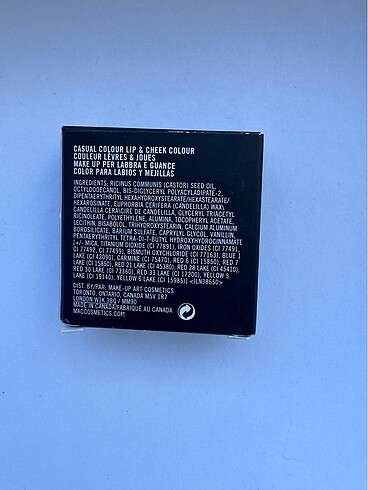 CASUAL COLOUR LIP & CHEEK COLOUR
COULEUR LÈVRES & JOUES
MAKE UP PER LABBRA E GUANCE
COLOR PARA LABIOS Y MEJILLAS
INGREDIENTS: RICINUS COMMUNIS (CASTOR) SEED OIL,
OCTYLDODECANOL, BIS-DIGLYCERYL POLYACYLADIPATE-2,
DIPENTAERYTHRITYL HEXAHYDROXYSTEARATE/HEXASTEARATE/
HEXAROSINATE, EUPHORBIA CERIFERA (CANDELILLA) WAX\
CANDELILLA CERA\CIRE DE CANDELILLA, GLYCERYL TRIACETYL
RICINOLEATE, POLYETHYLENE, ALUMINA, TOCOPHERYL ACETATE,
LECITHIN, BISABOLOL, TRIHYDROXYSTEARIN, CALCIUM ALUMINUM
BOROSILICATE, BARIUM SULFATE, CAPRYLYL GLYCOL, VANILLIN,
PENTAERYTHRITYL TETRA-DI-T-BUTYL HYDROXYHYDROCINNAMATE
[+/- MICA, TITANIUM DIOXIDE (CI 77891), IRON OXIDES (CI 77491,
CI 77492, CI 77499), BISMUTH OXYCHLORIDE (CI 77163), BLUE 1
LAKE (CI 42090), CARMINE (CI 75470), RED 6 (CI 15850), RED 7
LAKE (CI 15850), RED 21 LAKE (CI 45380), RED 28 LAKE (CI 45410),
RED 30 LAKE (CI 73360), RED 33 LAKE (CI 17200), YELLOW 5
LAKE (CI 19140), YELLOW 6 LAKE (CI 15985)] <ILN38650>
DIST. BY/PAR: MAKE-UP ART COSMETICS
TORONTO, ONTARIO, CANADA M5V 1R7
LONDON W1K 3BQ / MM90
MADE IN CANADA/FABRIQUÉ AU CANADA
MACCOSMETICS.COM